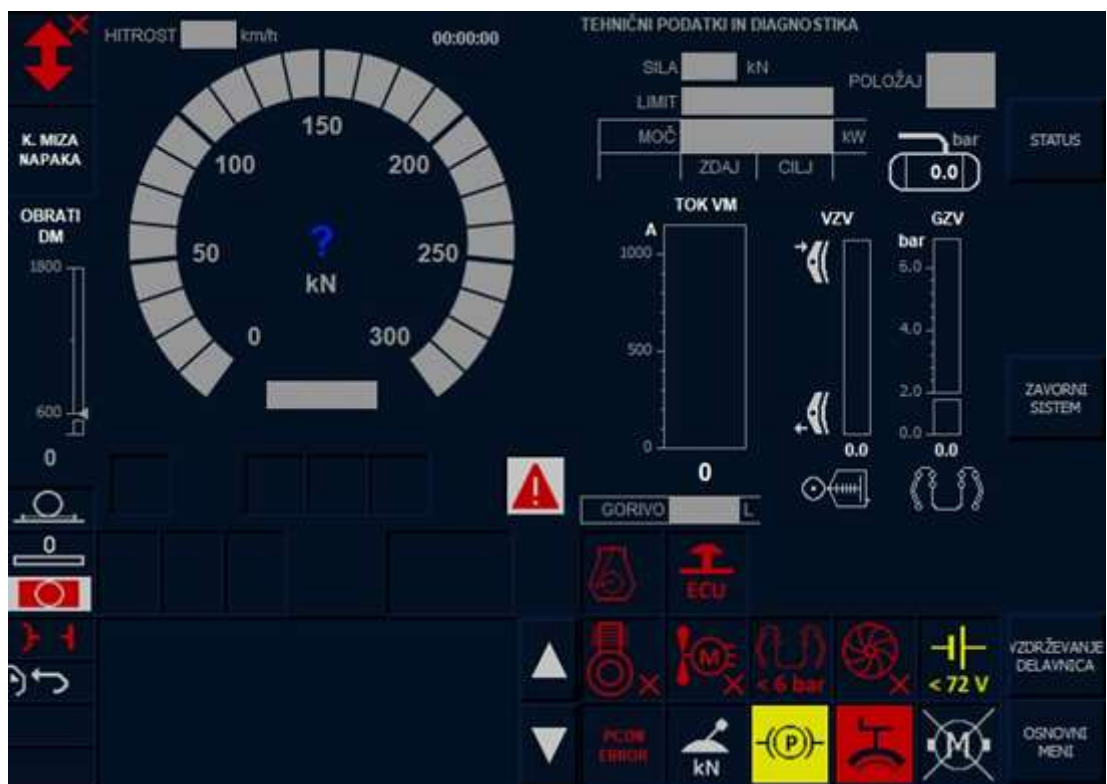 HITROST km/h
00:00:00
TEHNIČNI PODATKI IN DIAGNOSTIKA
SILA kN
POLOŽAJ
LIMIT
MOČ kW
ZDAJ CILJ
bar
0.0
STATUS
K. MIZA
NAPAKA
150
100 200
50 250
?
kN
0 300
OBRATI
DM
1800
600
0
0
TOK VM
A
1000
500
0
0
VZV
0.0
GZV
bar
6.0
4.0
2.0
0.0
0.0
ZAVORNI
SISTEM
GORIVO L
ECU
M
< 6 bar
< 72 V
VZDRŽEVANJE
DELAVNICA
PCON
ERROR
kN
P
M
OSNOVNI
MENI